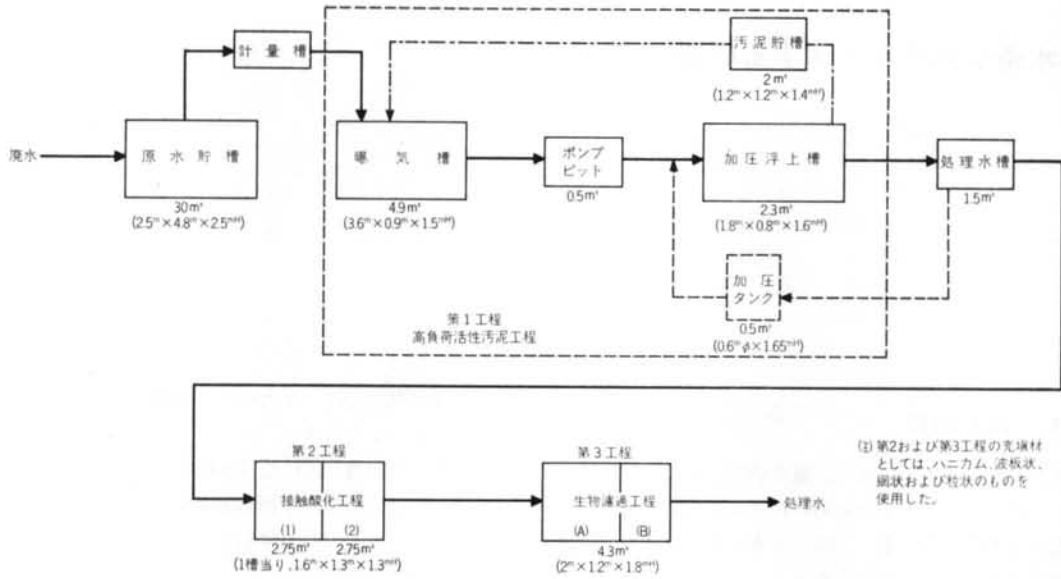 計量槽
汚泥貯槽
2㎥
(1.2ᵐ×1.2ᵐ×1.4ᵐᴴ)
廃水
原水貯槽
30㎥
(2.5ᵐ×4.8ᵐ×2.5ᵐᴴ)
曝気槽
4.9㎥
(3.6ᵐ×0.9ᵐ×1.5ᵐᴴ)
ポンプ
ピット
0.5㎥
加圧浮上槽
2.3㎥
(1.8ᵐ×0.8ᵐ×1.6ᵐᴴ)
処理水槽
1.5㎥
加圧
タンク
0.5㎥
(0.6ᵐφ×1.65ᵐᴴ)
第1工程
高負荷活性汚泥工程
第2工程
接触酸化工程
(1) (2)
2.75㎥ 2.75㎥
(1槽当り, 1.6ᵐ×1.3ᵐ×1.3ᵐᴴ)
第3工程
生物濾過工程
(A) (B)
4.3㎥
(2ᵐ×1.2ᵐ×1.8ᵐᴴ)
処理水
(注) 第2および第3工程の充塡材
としては、ハニカム、波板状、
網状および粒状のものを
使用した。